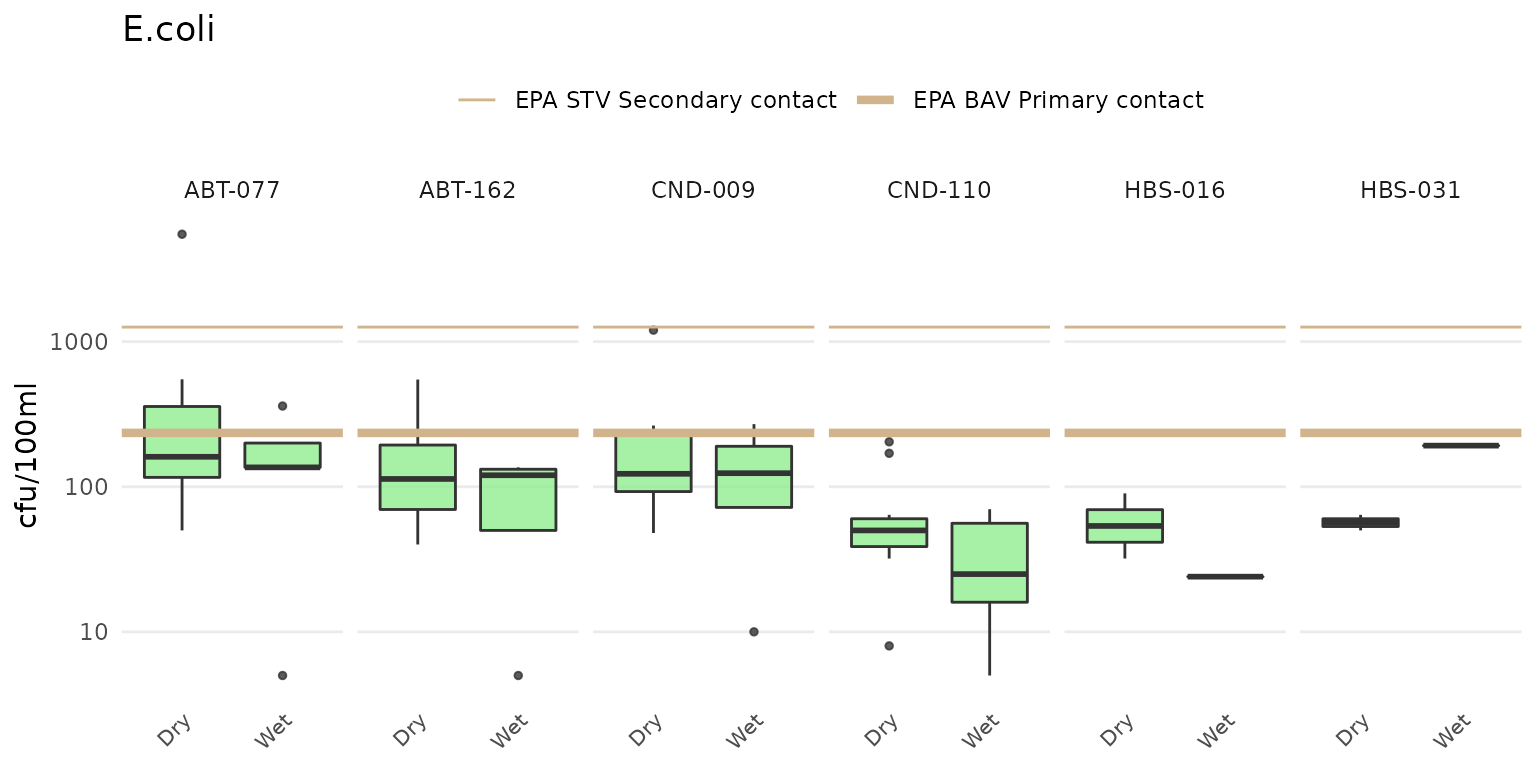 E.coli
EPA STV Secondary contact EPA BAV Primary contact
ABT-077 ABT-162 CND-009 CND-110 HBS-016 HBS-031
cfu/100ml
1000
100
10
Dry Wet Dry Wet Dry Wet Dry Wet Dry Wet Dry Wet